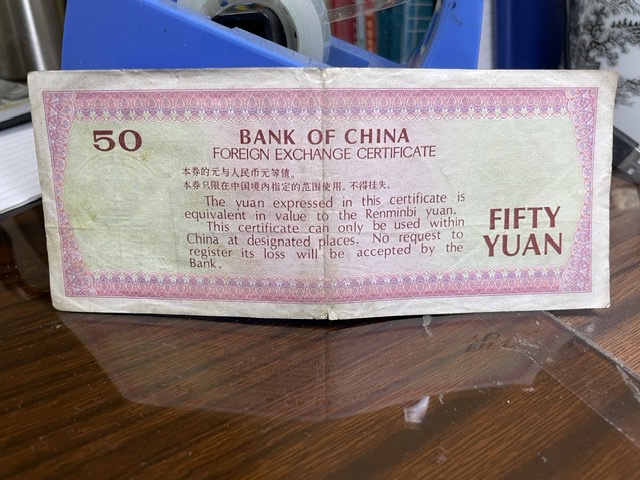 50
BANK OF CHINA
FOREIGN EXCHANGE CERTIFICATE
本券的元与人民币元等值。
本券只限在中国境内指定的范围使用，不得挂失。
The yuan expressed in this certificate is
equivalent in value to the Renminbi yuan.
This certificate can only be used within
China at designated places. No request to
register its loss will be accepted by the
Bank.
FIFTY
YUAN